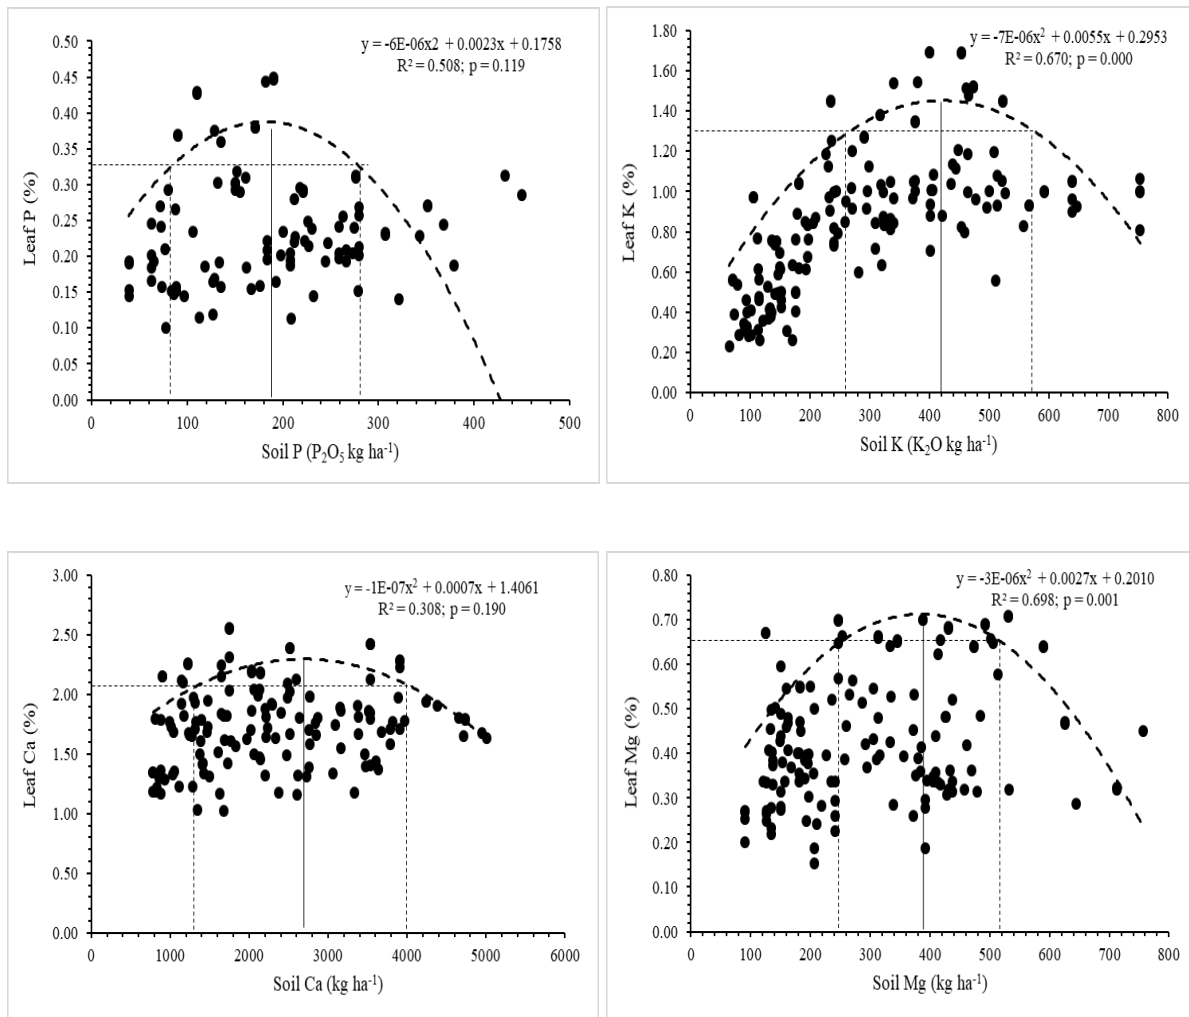 y = -6E-06x2 + 0.0023x + 0.1758
R² = 0.508; p = 0.119
0.50
0.45
0.40
0.35
0.30
0.25
0.20
0.15
0.10
0.05
0.00
Leaf P (%)
0 100 200 300 400 500
Soil P (P₂O₅ kg ha⁻¹)
y = -7E-06x² + 0.0055x + 0.2953
R² = 0.670; p = 0.000
1.80
1.60
1.40
1.20
1.00
0.80
0.60
0.40
0.20
0.00
Leaf K (%)
0 100 200 300 400 500 600 700 800
Soil K (K₂O kg ha⁻¹)
y = -1E-07x² + 0.0007x + 1.4061
R² = 0.308; p = 0.190
3.00
2.50
2.00
1.50
1.00
0.50
0.00
Leaf Ca (%)
0 1000 2000 3000 4000 5000 6000
Soil Ca (kg ha⁻¹)
y = -3E-06x² + 0.0027x + 0.2010
R² = 0.698; p = 0.001
0.80
0.70
0.60
0.50
0.40
0.30
0.20
0.10
0.00
Leaf Mg (%)
0 100 200 300 400 500 600 700 800
Soil Mg (kg ha⁻¹)